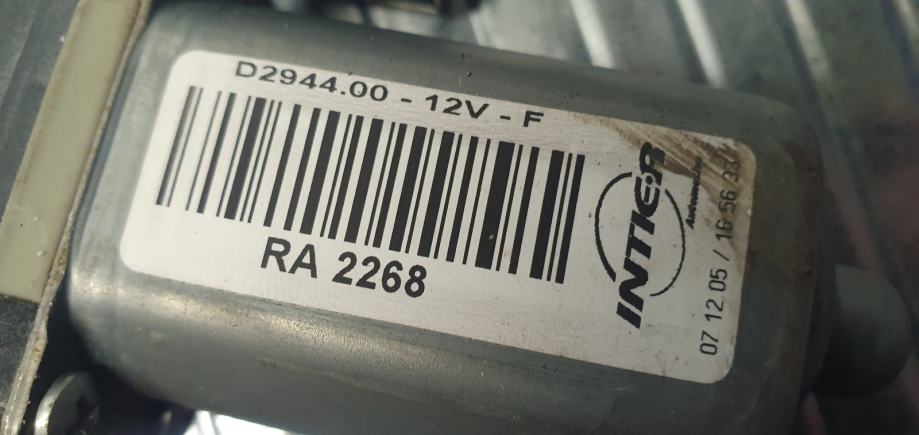 D2944.00 - 12V - F
RA 2268
INTIER
Automotive
07 12 05 / 16 56 33